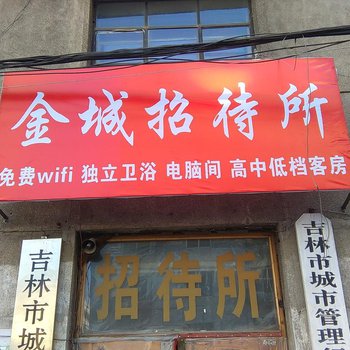 金城招待所
免费wifi 独立卫浴 电脑间 高中低档客房
招待所
吉林市城
吉林市城市管理